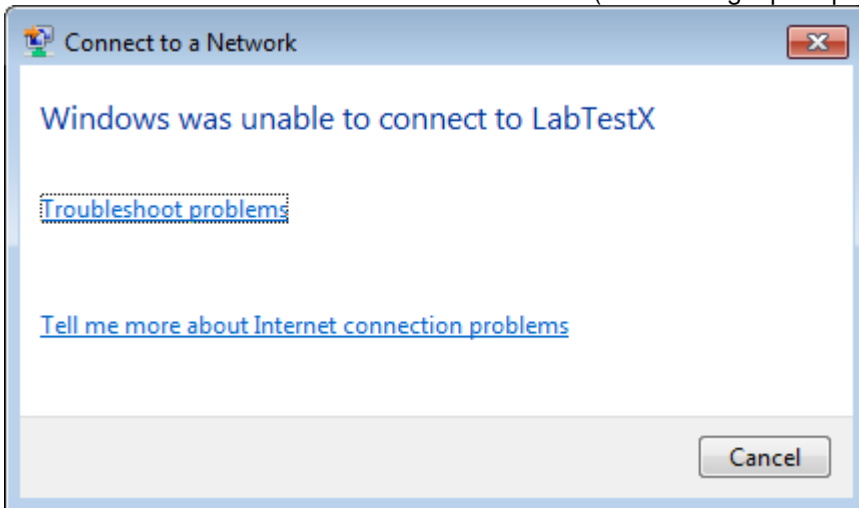 Connect to a Network
Windows was unable to connect to LabTestX
Troubleshoot problems
Tell me more about Internet connection problems
Cancel